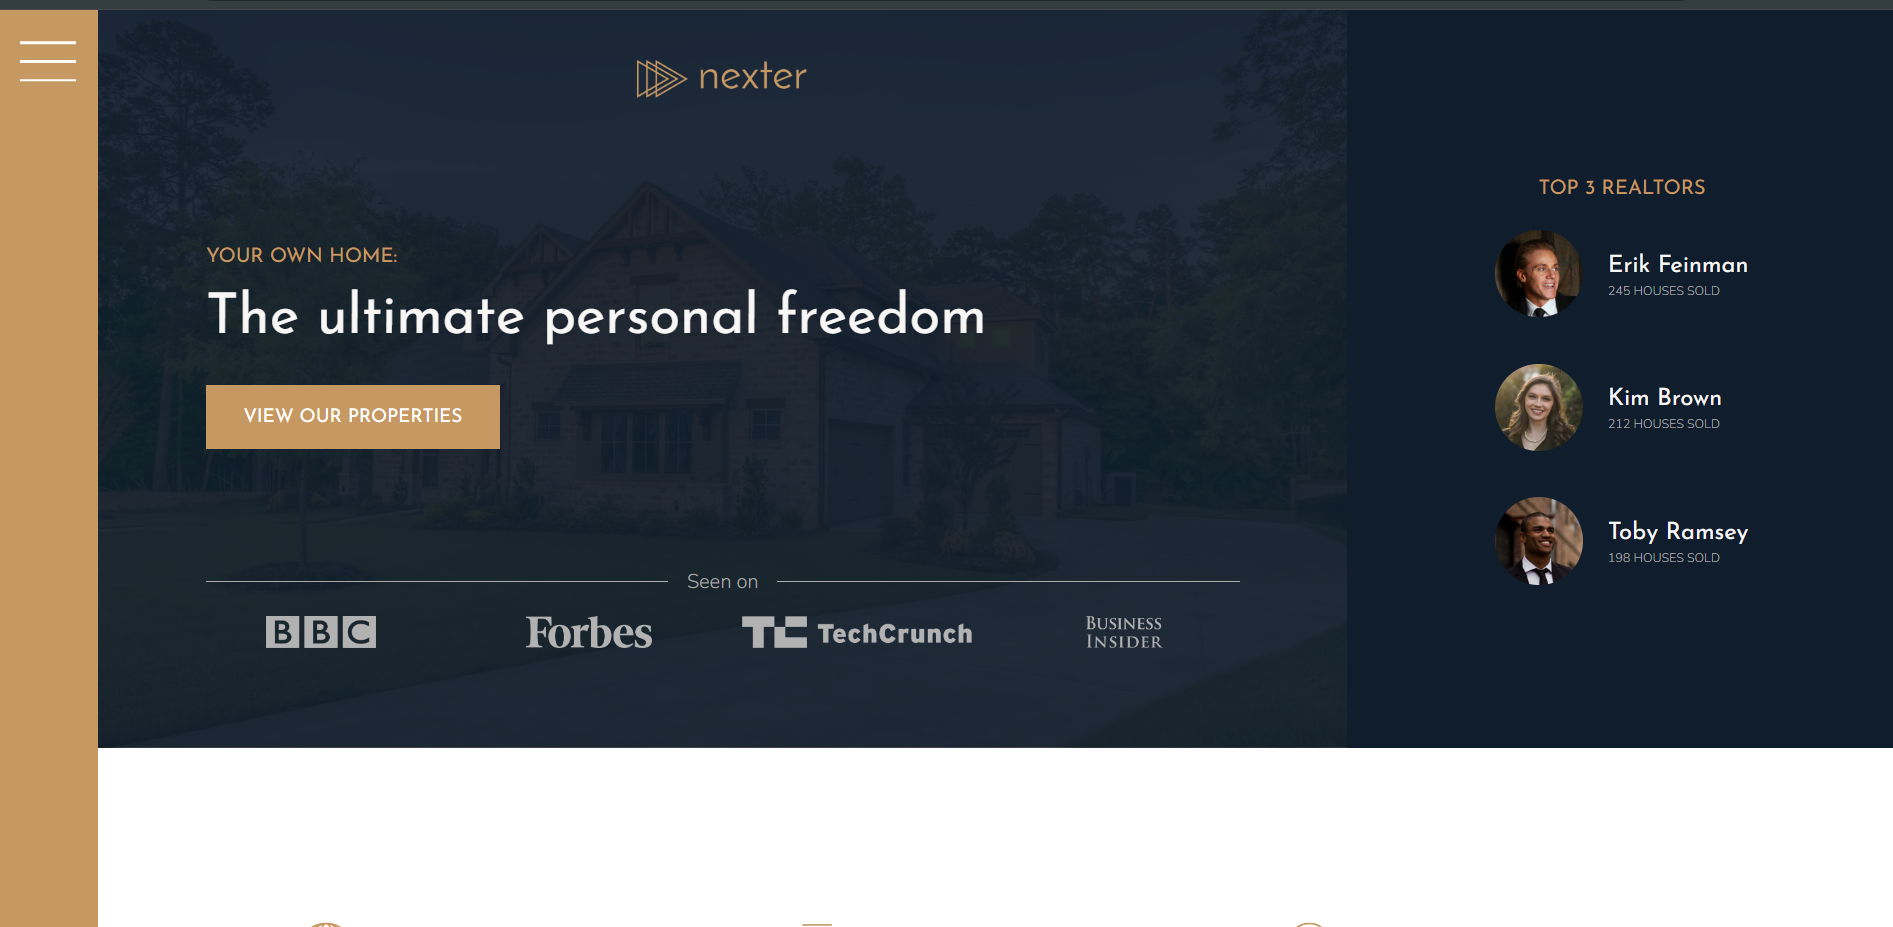 nexter
YOUR OWN HOME:
The ultimate personal freedom
VIEW OUR PROPERTIES
Seen on
BBC
Forbes
TC TechCrunch
BUSINESS
INSIDER
TOP 3 REALTORS
Erik Feinman
245 HOUSES SOLD
Kim Brown
212 HOUSES SOLD
Toby Ramsey
198 HOUSES SOLD